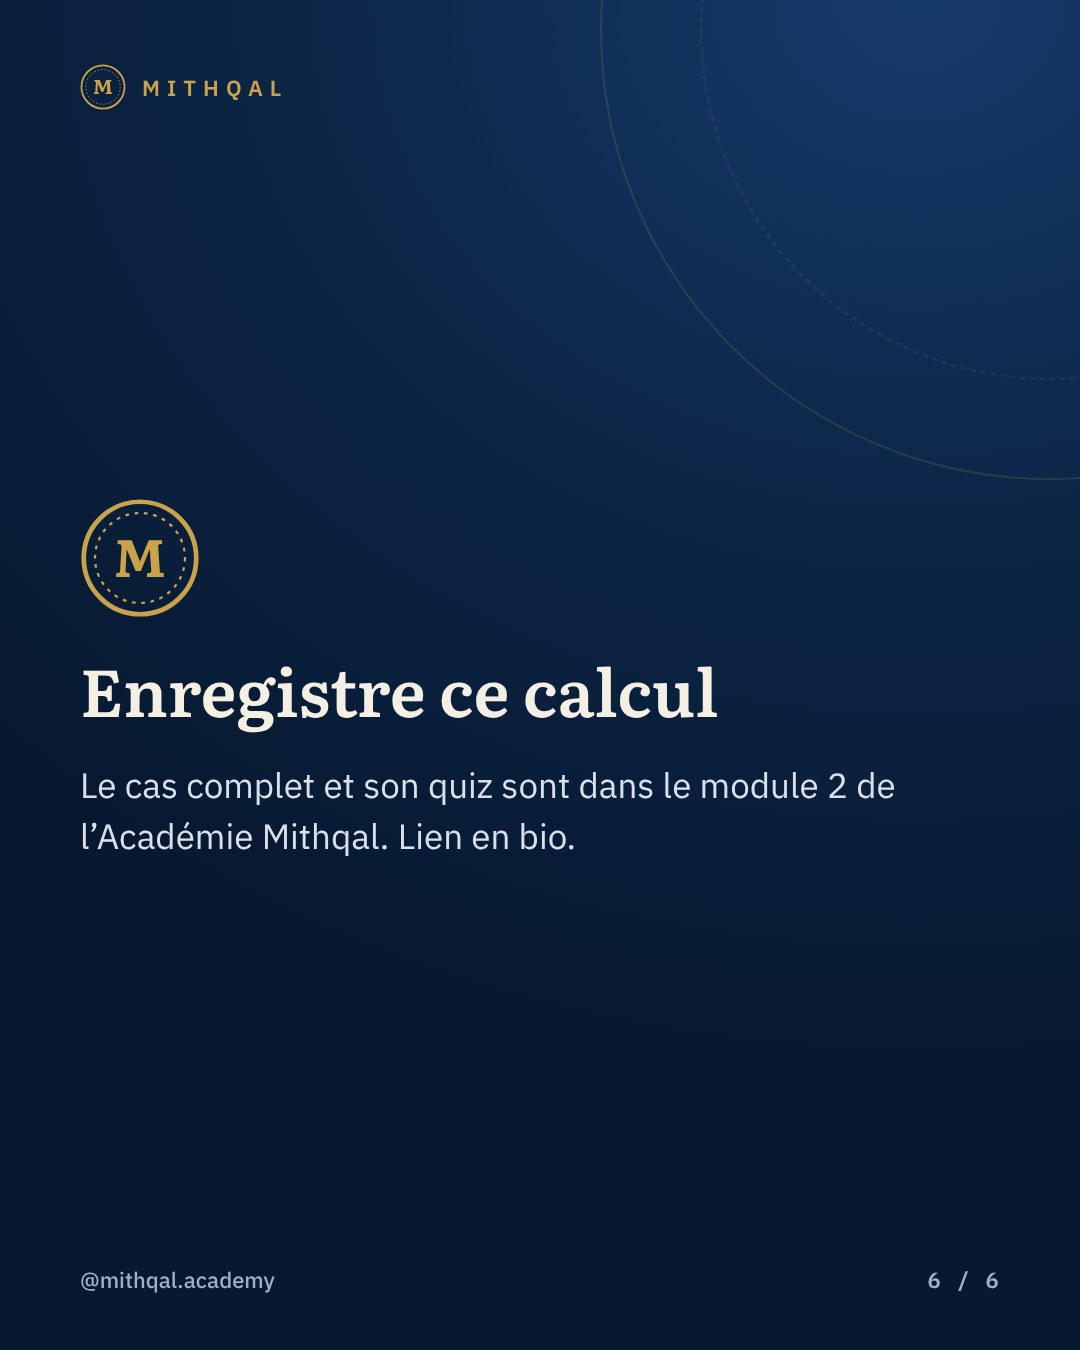 M MITHQAL
M
Enregistre ce calcul
Le cas complet et son quiz sont dans le module 2 de
l’Académie Mithqal. Lien en bio.
@mithqal.academy
6 / 6